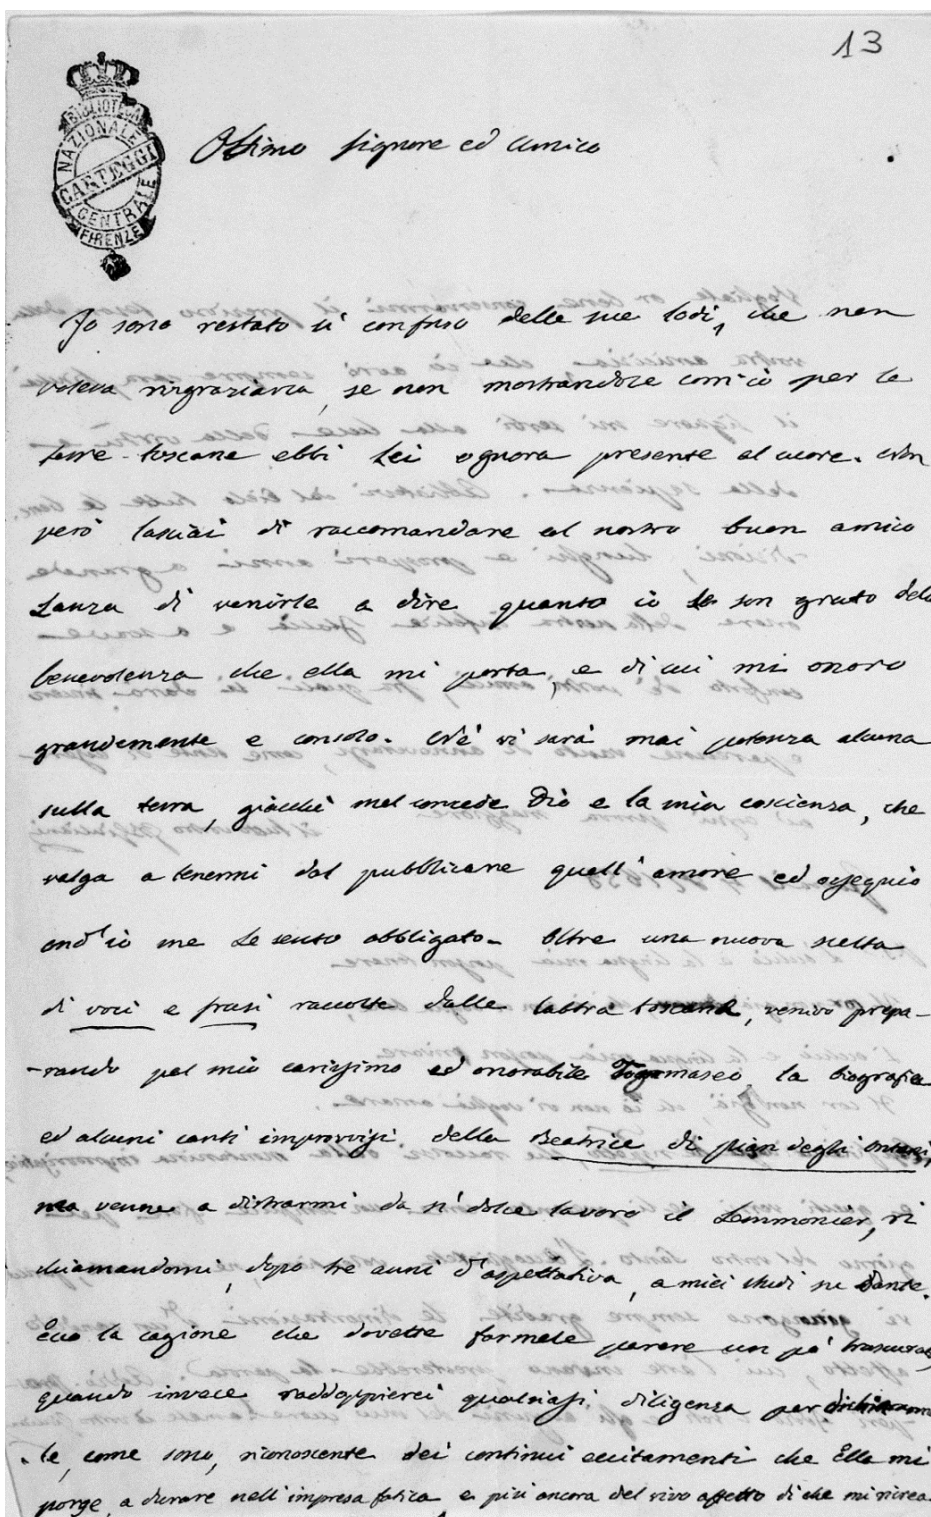 13
BIBLIOTECA
NAZIONALE
CARTEGGI
CENTRALE
FIRENZE
Ottimo Signore ed Amico
Io sono restato sì confuso delle sue lodi, che non
voleva ringraziarla, se non mostrandole com'io per le
terre toscane ebbi Lei ognora presente al cuore. Non
però lasciai di raccomandare al nostro buon amico
Lanza di venirle a dire quanto io Le son grato della
benevolenza che ella mi porta, e di cui mi onoro
grandemente e consolo. Nè vi sarà mai potenza alcuna
sulla terra, giacchè mel concede Dio e la mia coscienza, che
valga a tenermi dal pubblicare quell'amore ed ossequio
ond'io me Le sento obbligato. Oltre una nuova scelta
di voci e frasi raccolte dalle labbra toscane, venivo prepa-
-rando pel mio carissimo ed onorabile Tommaseo la biografia
ed alcuni canti improvvisi della Beatrice di pian degli ontani,
ma venne a distrarmi da sì dolce lavoro il Lemmonier, ri
chiamandomi, dopo tre anni d'aspettativa, a miei studi su Dante.
Ecco la cagione che dovette farmele parere un po' trascurato,
quando invece raddoppierei qualsiasi diligenza per
le, come sono, riconoscente dei continui eccitamenti che Ella mi
porge a durare nell'impresa fatica, e più ancora del vivo affetto di che mi ricrea.